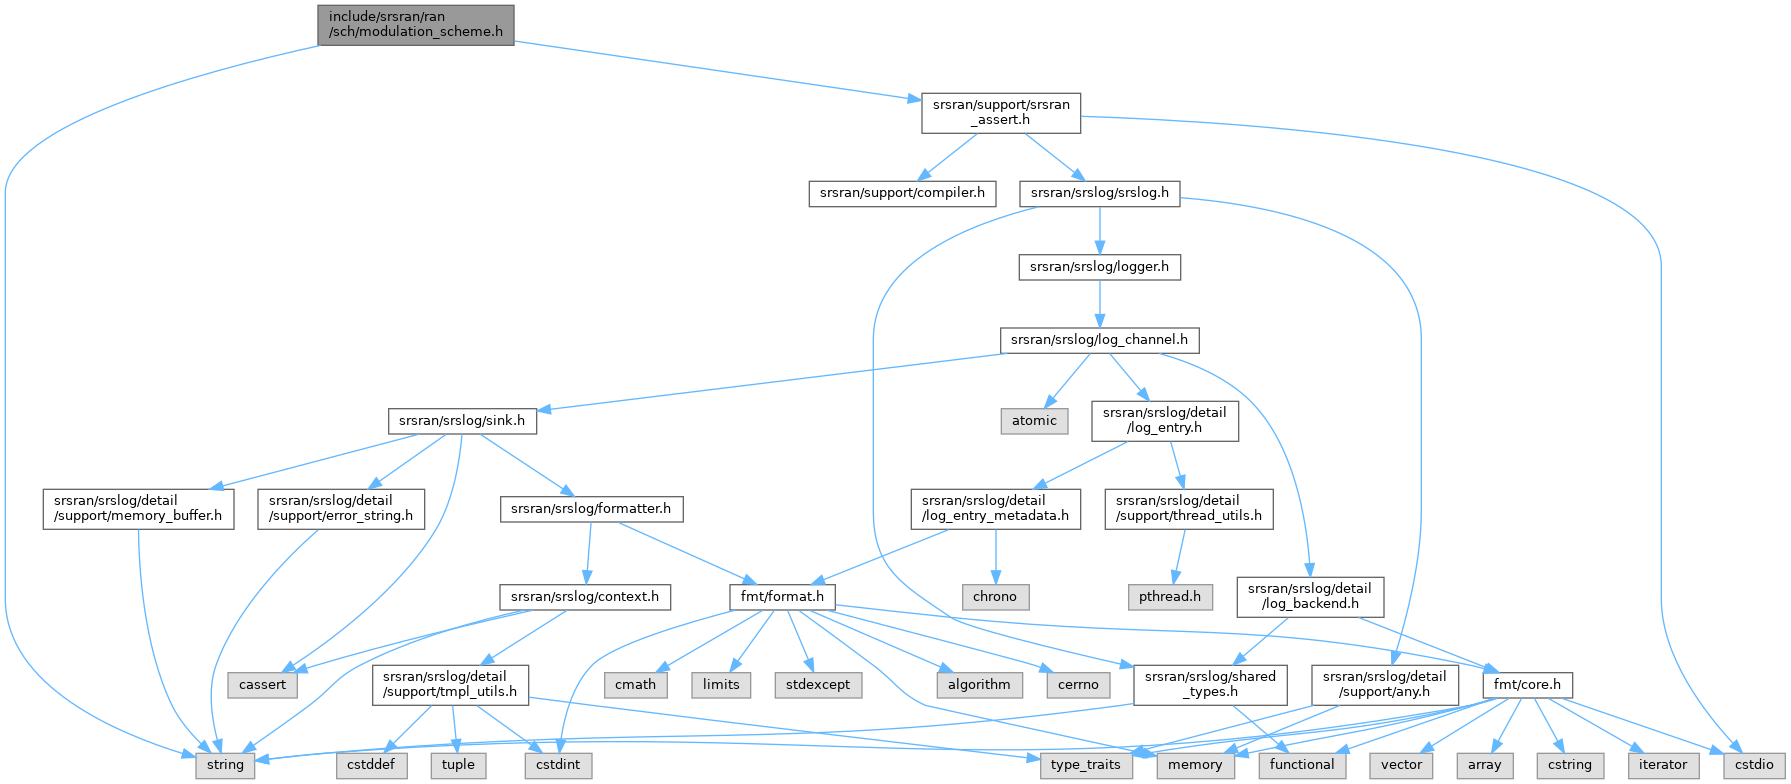 include/srsran/ran
/sch/modulation_scheme.h
srsran/support/srsran
_assert.h
srsran/support/compiler.h
srsran/srslog/srslog.h
srsran/srslog/logger.h
srsran/srslog/log_channel.h
srsran/srslog/sink.h
atomic
srsran/srslog/detail
/log_entry.h
srsran/srslog/detail
/support/memory_buffer.h
srsran/srslog/detail
/support/error_string.h
srsran/srslog/formatter.h
srsran/srslog/detail
/log_entry_metadata.h
srsran/srslog/detail
/support/thread_utils.h
srsran/srslog/context.h
fmt/format.h
chrono
pthread.h
srsran/srslog/detail
/log_backend.h
cassert
srsran/srslog/detail
/support/tmpl_utils.h
cmath
limits
stdexcept
algorithm
cerrno
srsran/srslog/shared
_types.h
srsran/srslog/detail
/support/any.h
fmt/core.h
string
cstddef
tuple
cstdint
type_traits
memory
functional
vector
array
cstring
iterator
cstdio